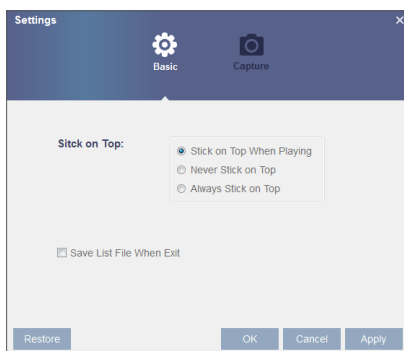 Settings
Basic
Capture
Sitck on Top:
Stick on Top When Playing
Never Stick on Top
Always Stick on Top
Save List File When Exit
Restore
OK
Cancel
Apply